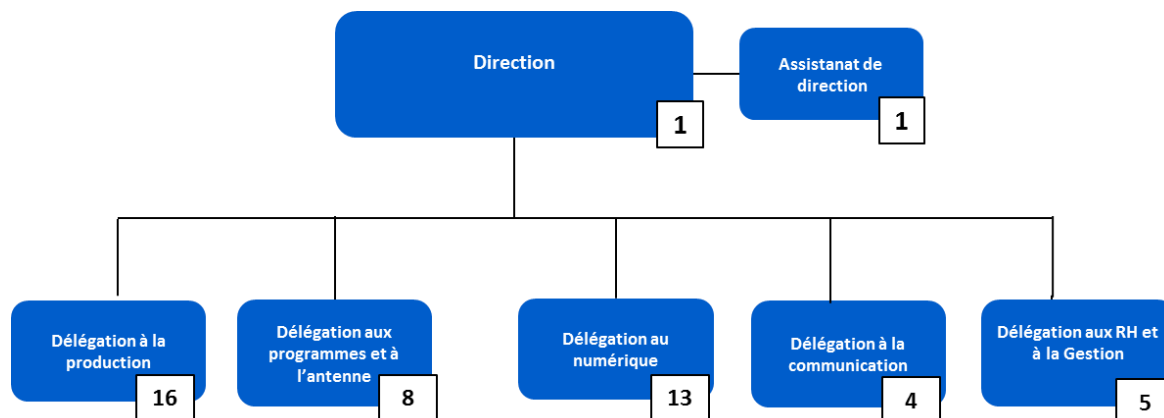 Direction
1
Assistanat de
direction
1
Délégation à la
production
16
Délégation aux
programmes et à
l’antenne
8
Délégation au
numérique
13
Délégation à la
communication
4
Délégation aux RH et
à la Gestion
5